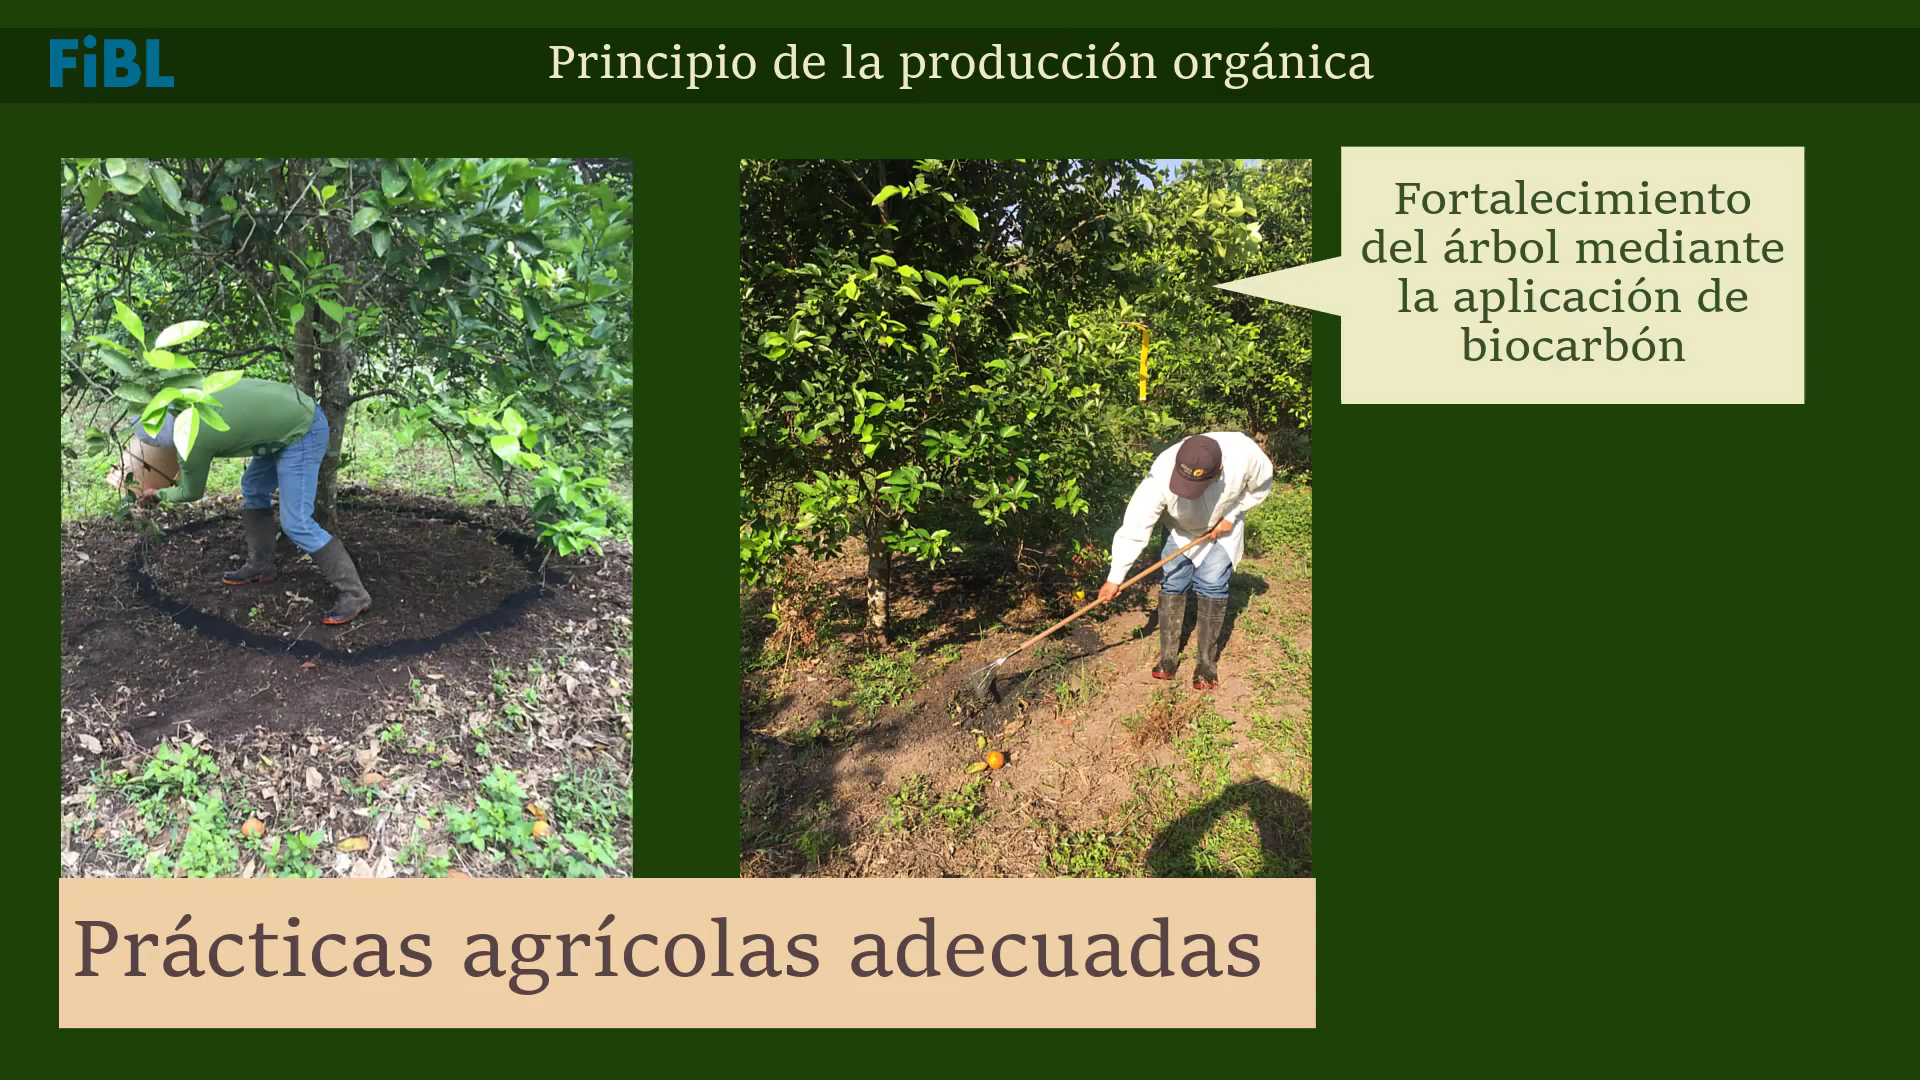 FiBL
Principio de la producción orgánica
Fortalecimiento
del árbol mediante
la aplicación de
biocarbón
Prácticas agrícolas adecuadas